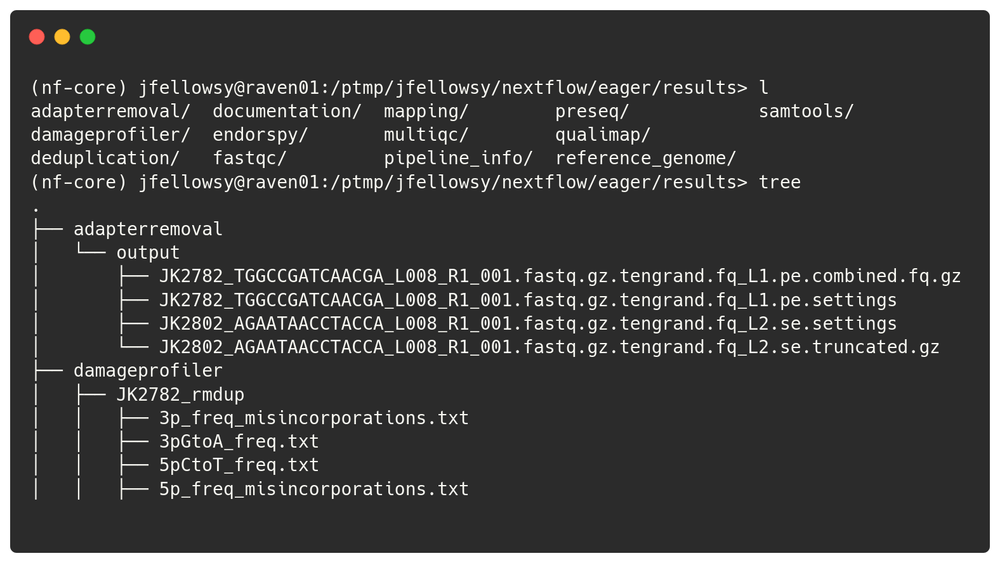 (nf-core) jfellowsy@raven01:/ptmp/jfellowsy/nextflow/eager/results> l
adapterremoval/  documentation/  mapping/        preseq/            samtools/
damageprofiler/  endorspy/       multiqc/        qualimap/
deduplication/   fastqc/         pipeline_info/  reference_genome/
(nf-core) jfellowsy@raven01:/ptmp/jfellowsy/nextflow/eager/results> tree
.
├── adapterremoval
│   └── output
│       ├── JK2782_TGGCCGATCAACGA_L008_R1_001.fastq.gz.tengrand.fq_L1.pe.combined.fq.gz
│       ├── JK2782_TGGCCGATCAACGA_L008_R1_001.fastq.gz.tengrand.fq_L1.pe.settings
│       ├── JK2802_AGAATAACCTACCA_L008_R1_001.fastq.gz.tengrand.fq_L2.se.settings
│       └── JK2802_AGAATAACCTACCA_L008_R1_001.fastq.gz.tengrand.fq_L2.se.truncated.gz
├── damageprofiler
│   ├── JK2782_rmdup
│   │   ├── 3p_freq_misincorporations.txt
│   │   ├── 3pGtoA_freq.txt
│   │   ├── 5pCtoT_freq.txt
│   │   ├── 5p_freq_misincorporations.txt